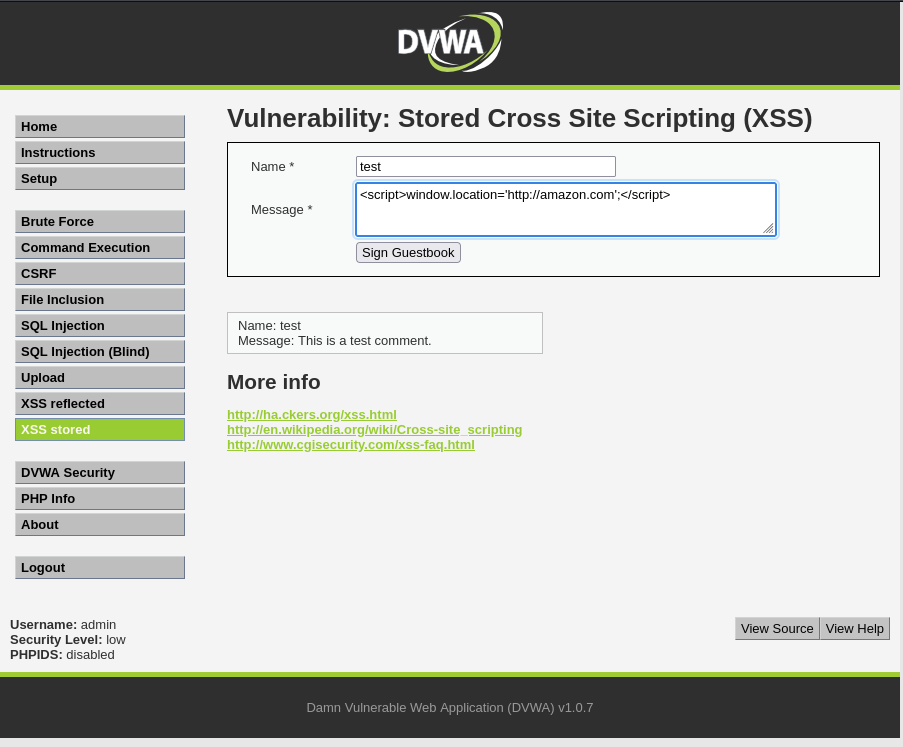 DVWA
Vulnerability: Stored Cross Site Scripting (XSS)
Home
Instructions
Setup
Brute Force
Command Execution
CSRF
File Inclusion
SQL Injection
SQL Injection (Blind)
Upload
XSS reflected
XSS stored
DVWA Security
PHP Info
About
Logout
Name * test
Message * <script>window.location='http://amazon.com';</script>
Sign Guestbook
Name: test
Message: This is a test comment.
More info
http://ha.ckers.org/xss.html
http://en.wikipedia.org/wiki/Cross-site_scripting
http://www.cgisecurity.com/xss-faq.html
Username: admin
Security Level: low
PHPIDS: disabled
View Source View Help
Damn Vulnerable Web Application (DVWA) v1.0.7